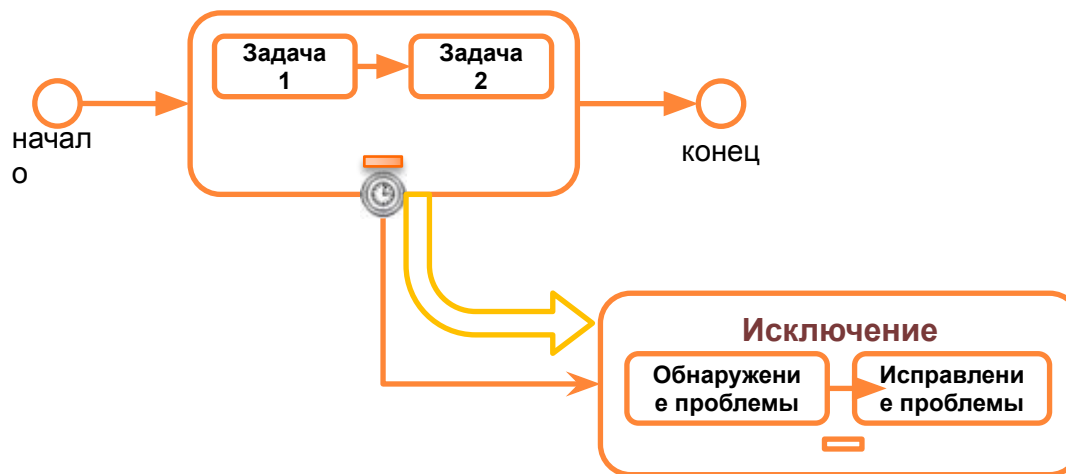 Задача
1
Задача
2
начал
о
конец
Исключение
Обнаружени
е проблемы
Исправлени
е проблемы